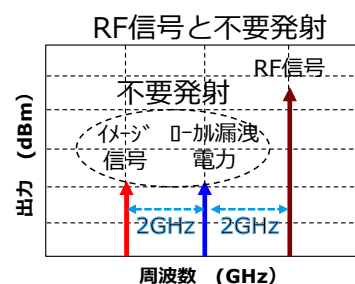 RF信号と不要発射
RF信号
不要発射
ｲﾒｰｼﾞ ﾛｰｶﾙ漏洩
信号 電力
2GHz 2GHz
出力 (dBm)
周波数 (GHz)